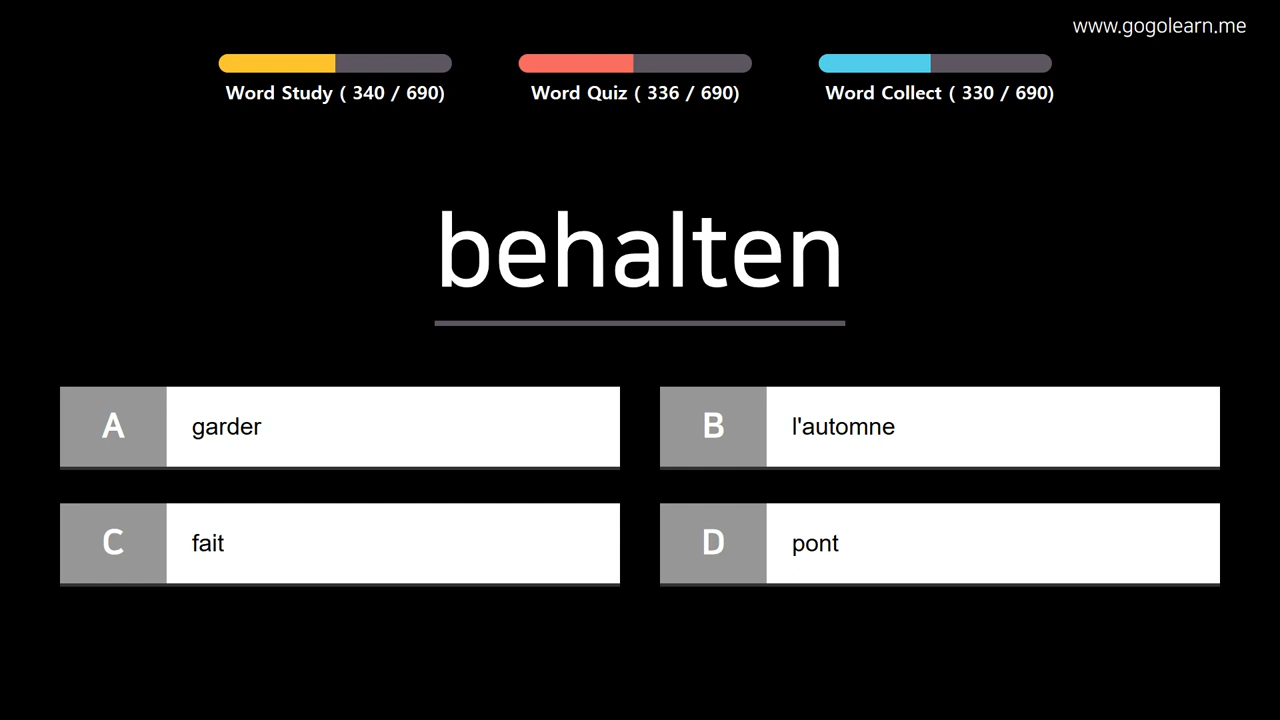 www.gogolearn.me
Word Study ( 340 / 690)
Word Quiz ( 336 / 690)
Word Collect ( 330 / 690)
behalten
A
garder
B
l'automne
C
fait
D
pont